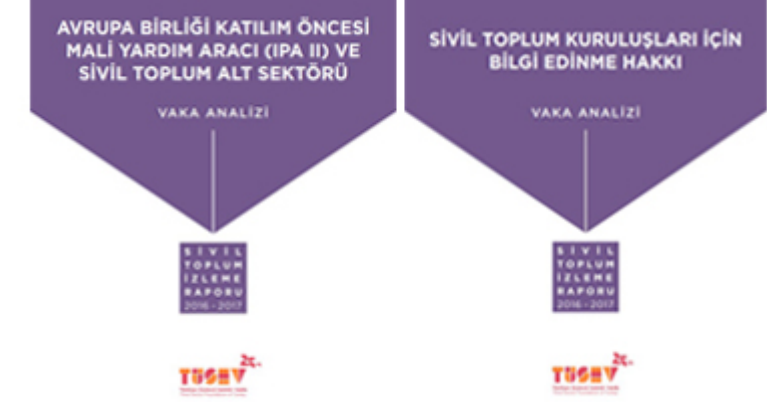 AVRUPA BİRLİĞİ KATILIM ÖNCESİ
MALİ YARDIM ARACI (IPA II) VE
SİVİL TOPLUM ALT SEKTÖRÜ
VAKA ANALİZİ
SİVİL
TOPLUM
İZLEME
RAPORU
2016-2017
TÜSEV
SİVİL TOPLUM KURULUŞLARI İÇİN
BİLGİ EDİNME HAKKI
VAKA ANALİZİ
SİVİL
TOPLUM
İZLEME
RAPORU
2016-2017
TÜSEV